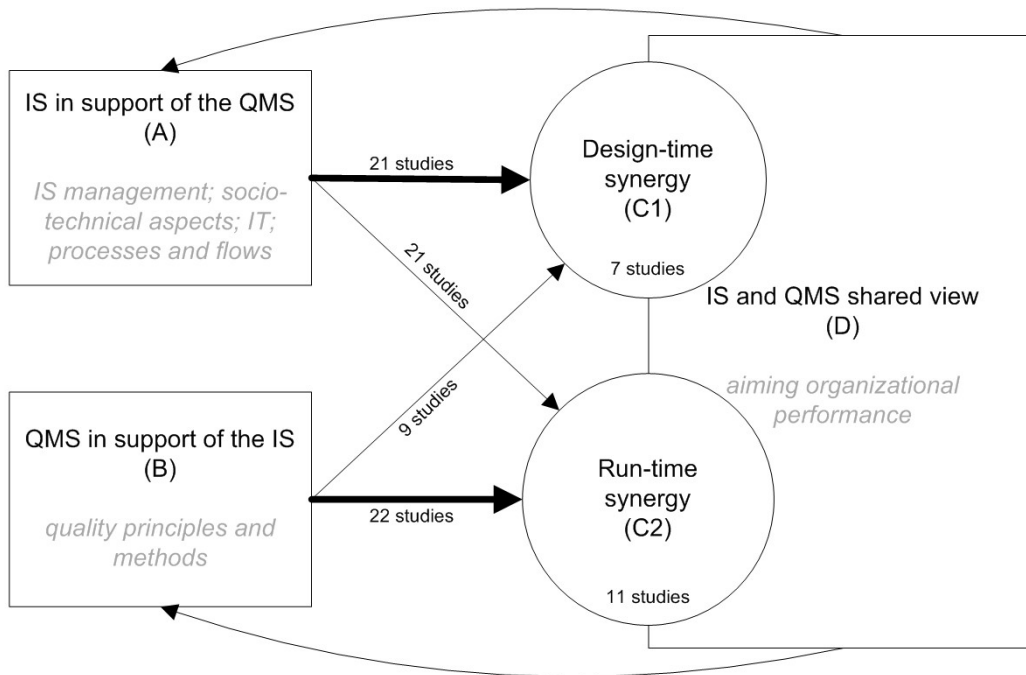 IS in support of the QMS
(A)
IS management; socio-
technical aspects; IT;
processes and flows
21 studies
21 studies
Design-time
synergy
(C1)
7 studies
IS and QMS shared view
(D)
aiming organizational
performance
QMS in support of the IS
(B)
quality principles and
methods
9 studies
22 studies
Run-time
synergy
(C2)
11 studies